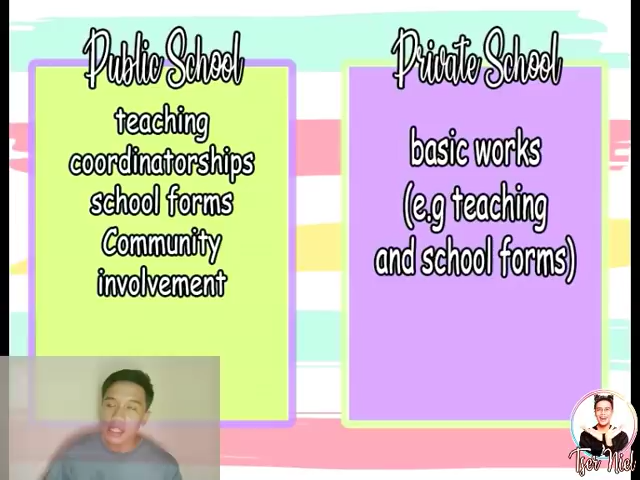 Public School
teaching
coordinatorships
school forms
Community
involvement
Private School
basic works
(e.g teaching
and school forms)
Tser Niel